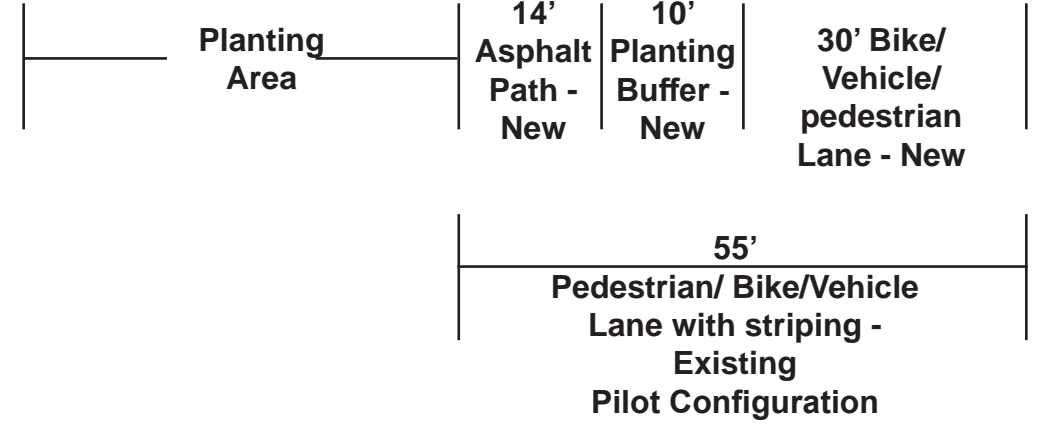 Planting
Area
14’
Asphalt
Path -
New
10’
Planting
Buffer -
New
30’ Bike/
Vehicle/
pedestrian
Lane - New
55’
Pedestrian/ Bike/Vehicle
Lane with striping -
Existing
Pilot Configuration